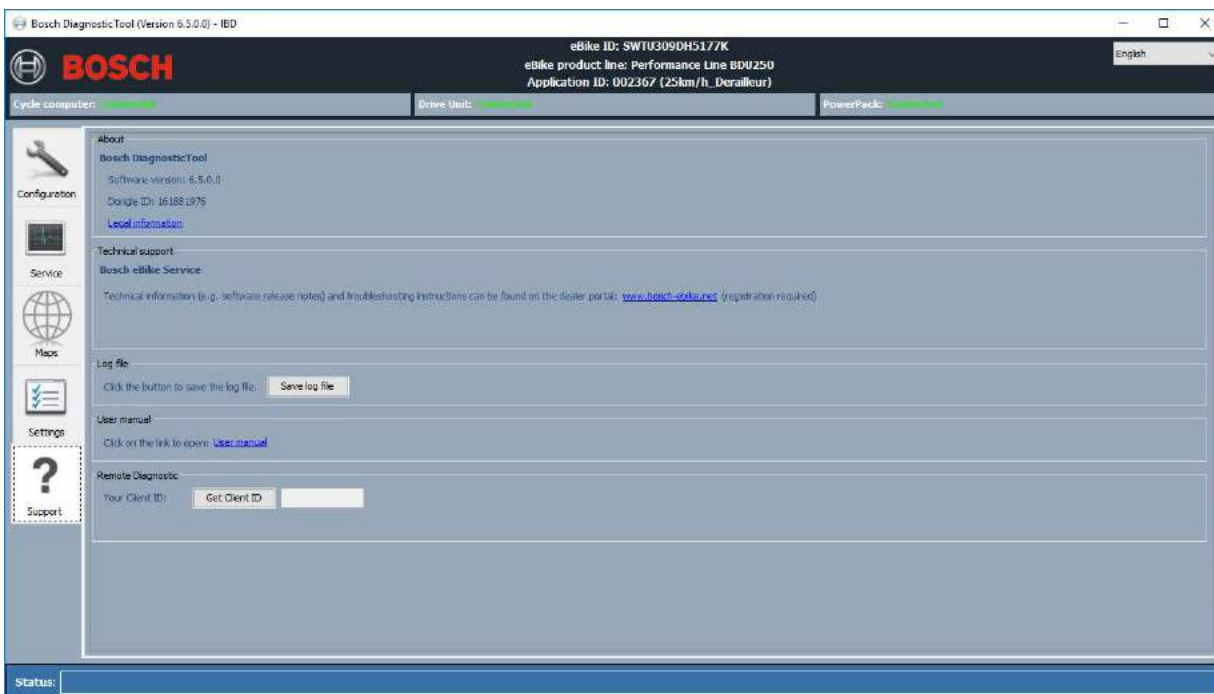 Bosch DiagnosticTool (Version 6.5.0.0) - IBD
BOSCH
eBike ID: SWTU309DH5177K
eBike product line: Performance Line BDU250
Application ID: 002367 (25km/h_Derailleur)
English
Cycle computer: Connected
Drive Unit: Connected
PowerPack: Connected
Configuration
Service
Maps
Settings
Support
About
Bosch DiagnosticTool
Software version: 6.5.0.0
Dongle ID: 161881976
Legal information
Technical support
Bosch eBike Service
Technical information (e.g. software release notes) and troubleshooting instructions can be found on the dealer portal: www.bosch-ebike.net (registration required)
Log file
Click the button to save the log file. Save log file
User manual
Click on the link to open: User manual
Remote Diagnostic
Your Client ID: Get Client ID
Status: